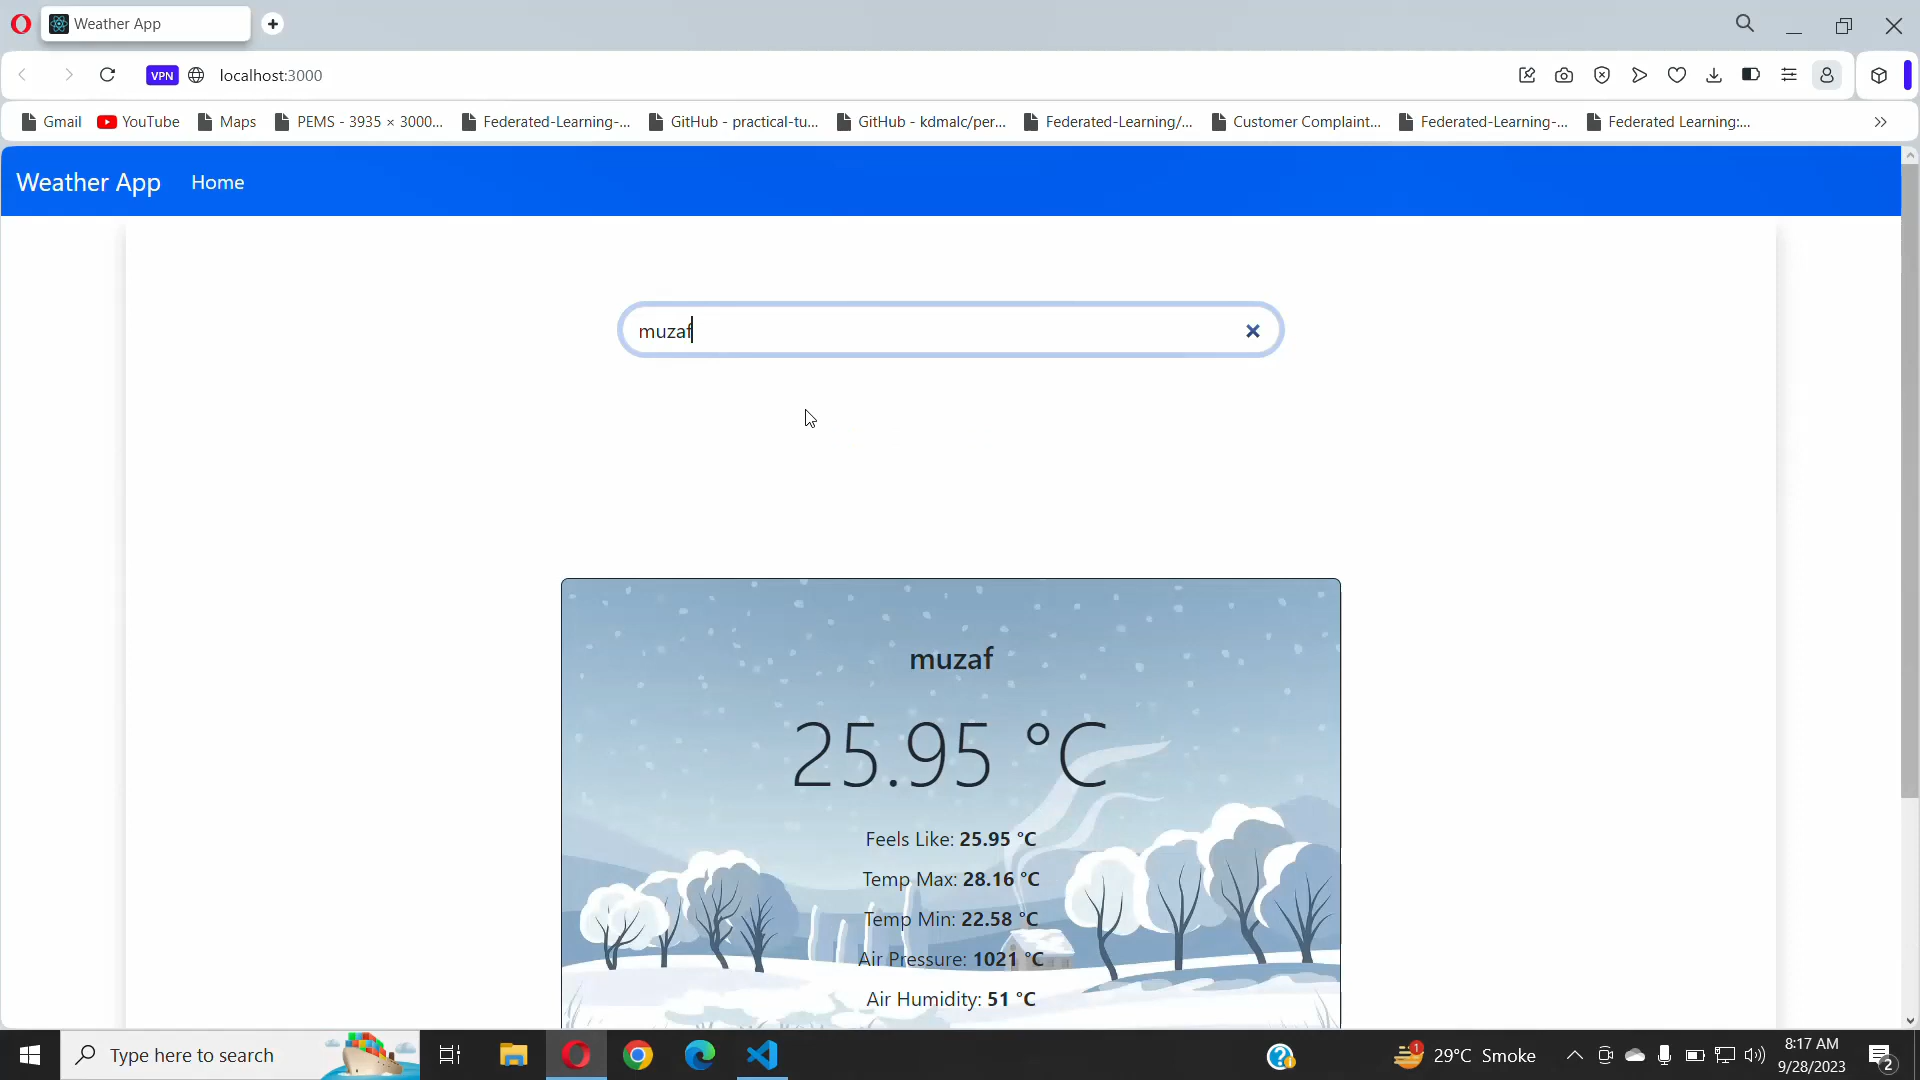 Weather App
VPN
localhost:3000
Gmail
YouTube
Maps
PEMS - 3935 × 3000...
Federated-Learning-...
GitHub - practical-tu...
GitHub - kdmalc/per...
Federated-Learning/...
Customer Complaint...
Federated-Learning-...
Federated Learning:...
Weather App
Home
muzaf
muzaf
25.95 °C
Feels Like: 25.95 °C
Temp Max: 28.16 °C
Temp Min: 22.58 °C
Air Pressure: 1021 °C
Air Humidity: 51 °C
Type here to search
1
29°C Smoke
8:17 AM
9/28/2023
2